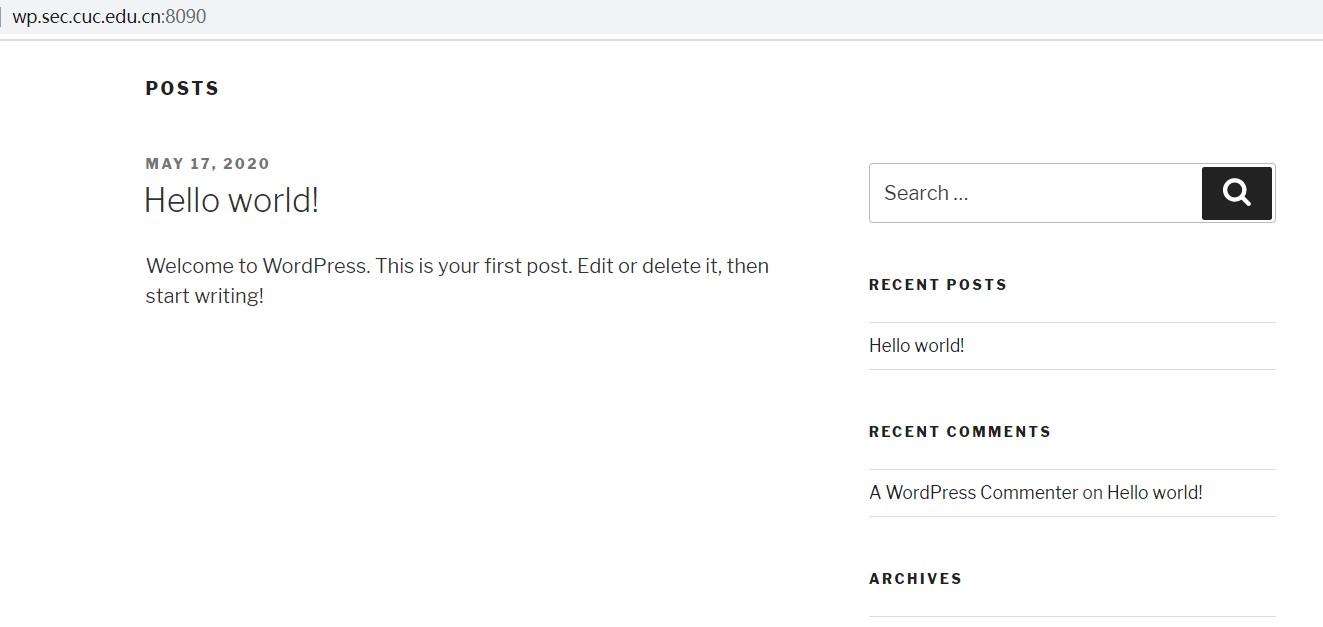 wp.sec.cuc.edu.cn:8090
POSTS
MAY 17, 2020
Hello world!
Welcome to WordPress. This is your first post. Edit or delete it, then
start writing!
Search …
RECENT POSTS
Hello world!
RECENT COMMENTS
A WordPress Commenter on Hello world!
ARCHIVES